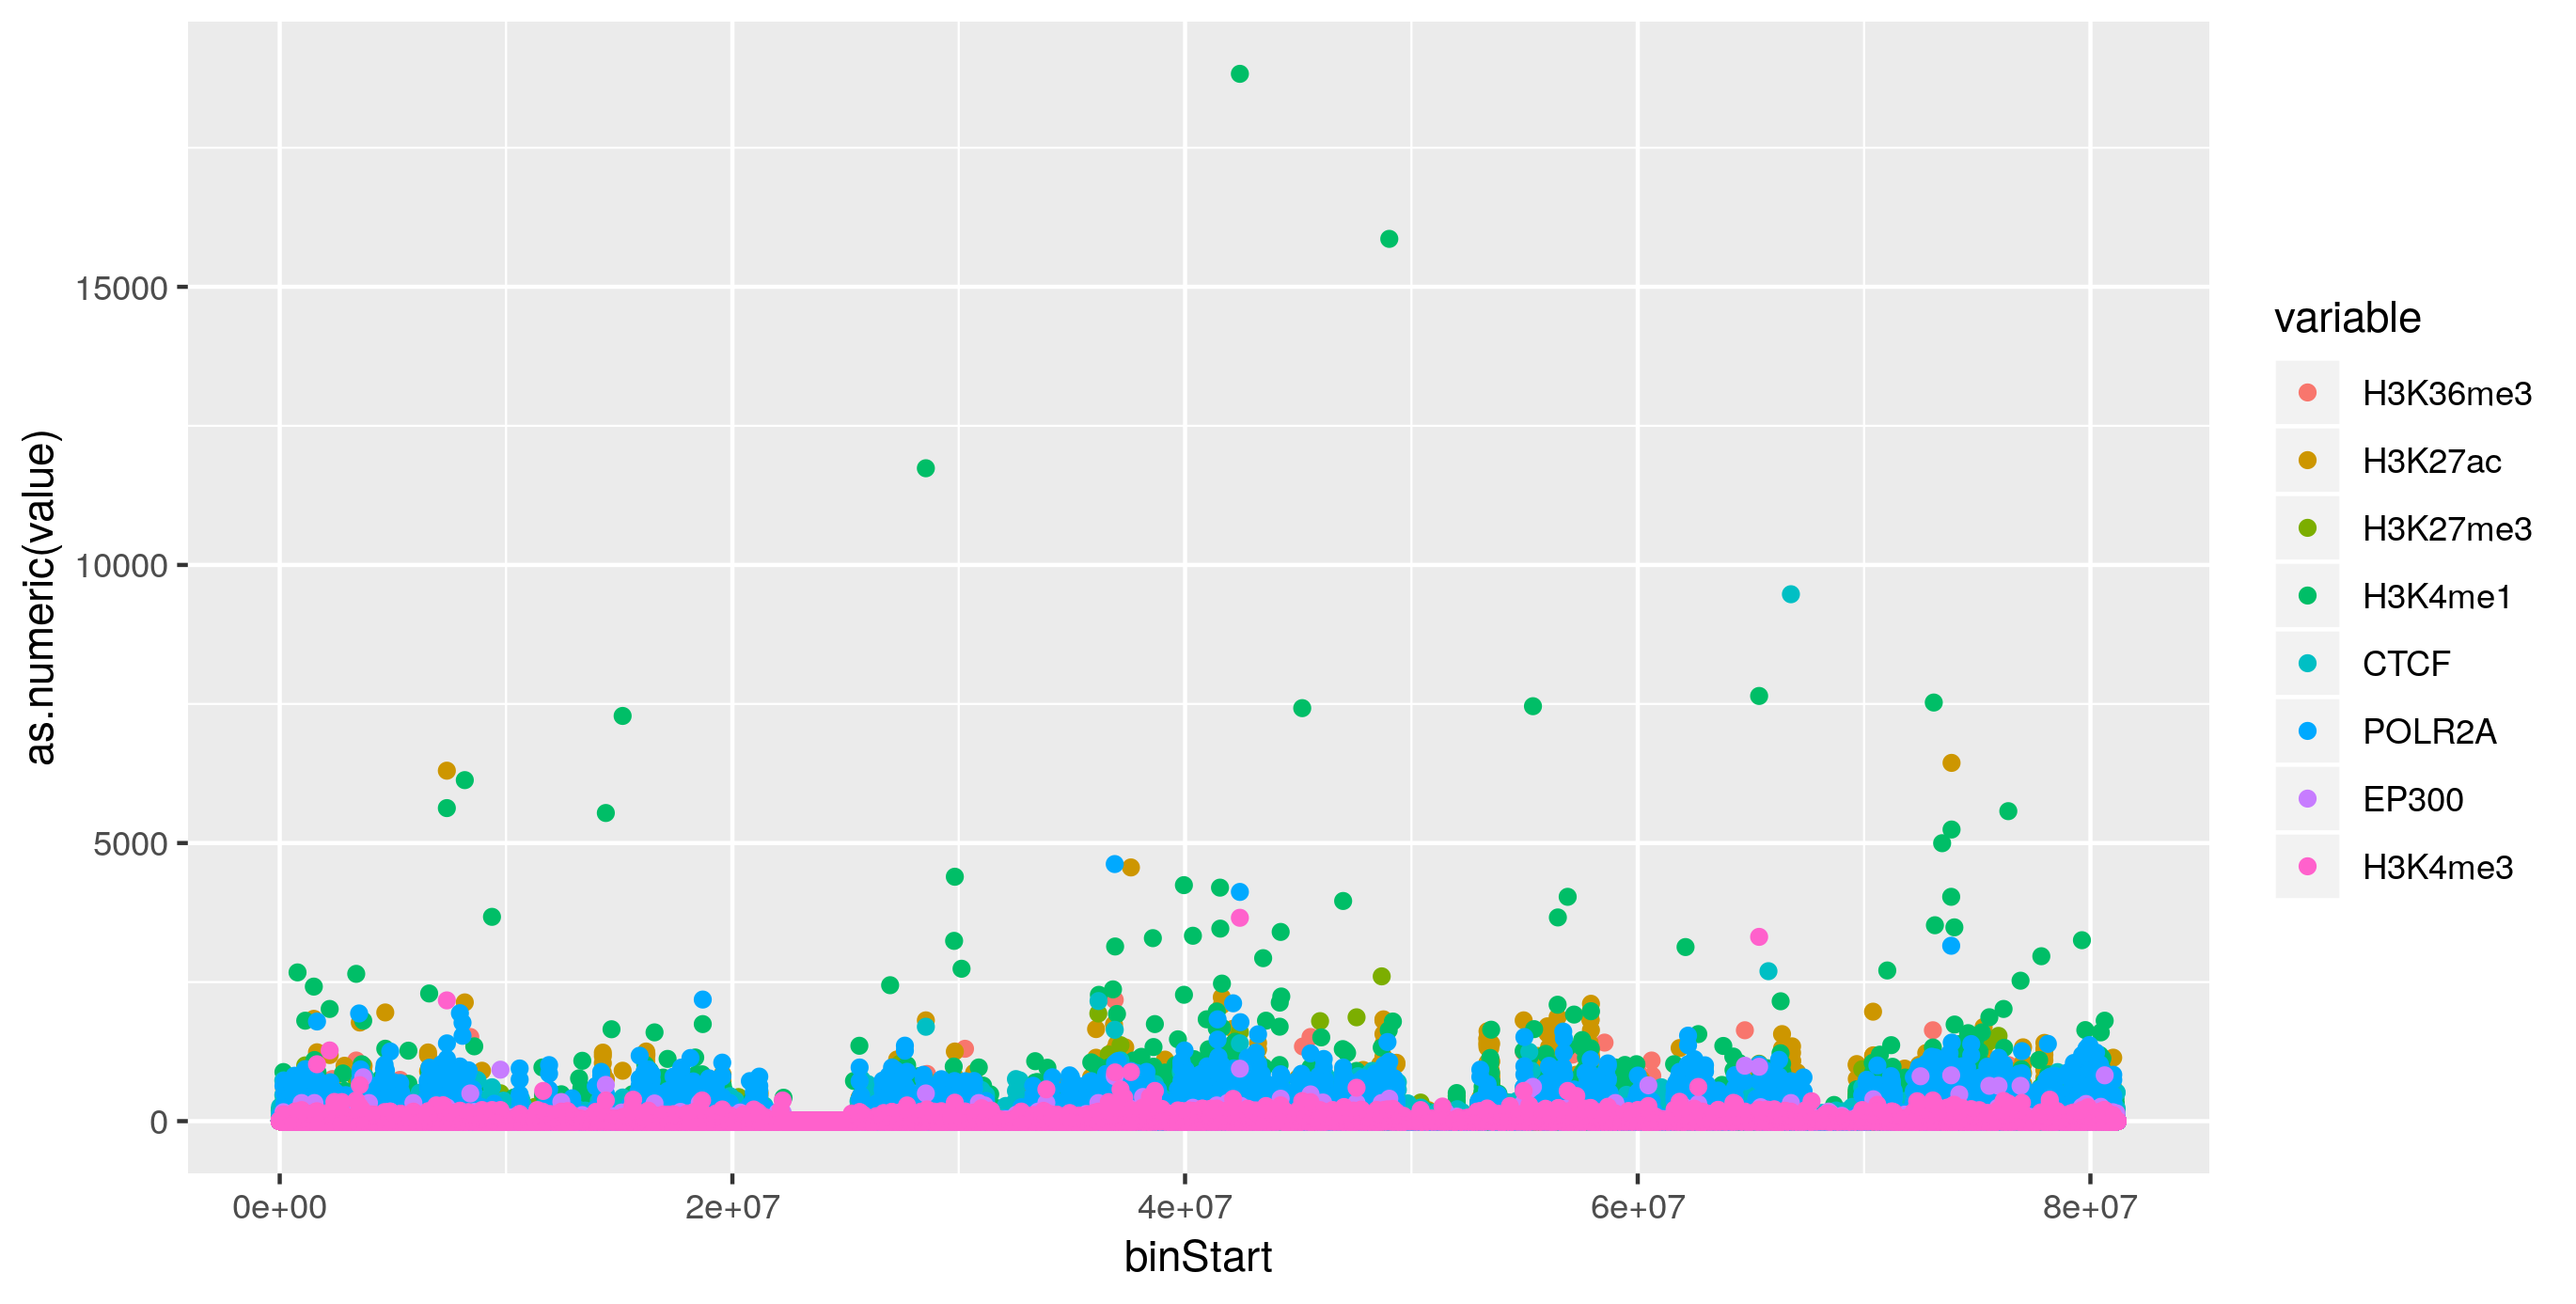 as.numeric(value)
15000
10000
5000
0
0e+00
2e+07
4e+07
6e+07
8e+07
binStart
variable
H3K36me3
H3K27ac
H3K27me3
H3K4me1
CTCF
POLR2A
EP300
H3K4me3